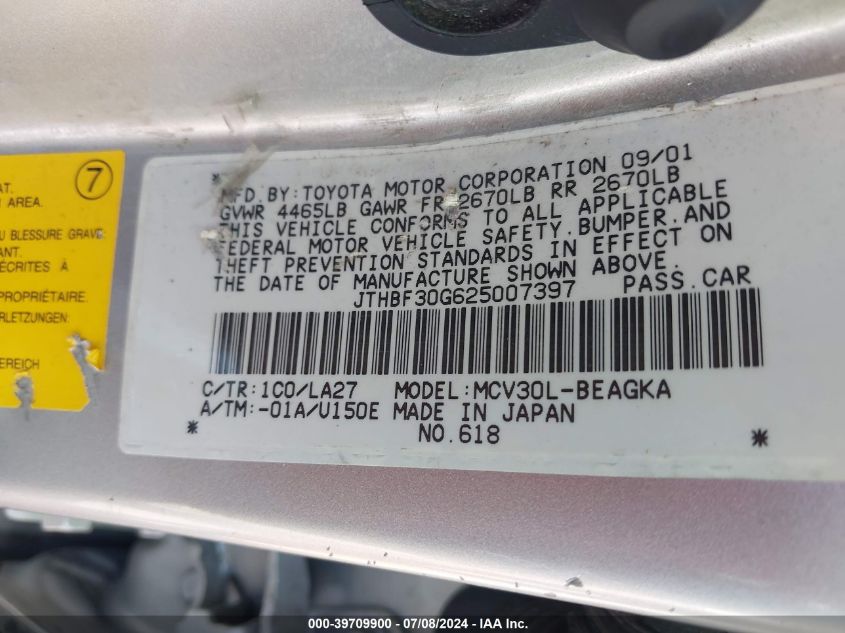 7
AT.
AREA.
U BLESSURE GRAVE
ANT.
ÉCRITES À
PROPRIÉTAIRE.
RLETZUNGEN:
BEREICH
* MFD.BY:TOYOTA MOTOR CORPORATION 09/01
GVWR 4465LB GAWR FR 2670LB RR 2670LB
THIS VEHICLE CONFORMS TO ALL APPLICABLE
FEDERAL MOTOR VEHICLE SAFETY,BUMPER,AND
THEFT PREVENTION STANDARDS IN EFFECT ON
THE DATE OF MANUFACTURE SHOWN ABOVE.
JTHBF30G625007397 PASS.CAR
C/TR:1C0/LA27 MODEL:MCV30L-BEAGKA
A/TM:-01A/U150E MADE IN JAPAN
* NO.618 *
000-39709900 - 07/08/2024 - IAA Inc.